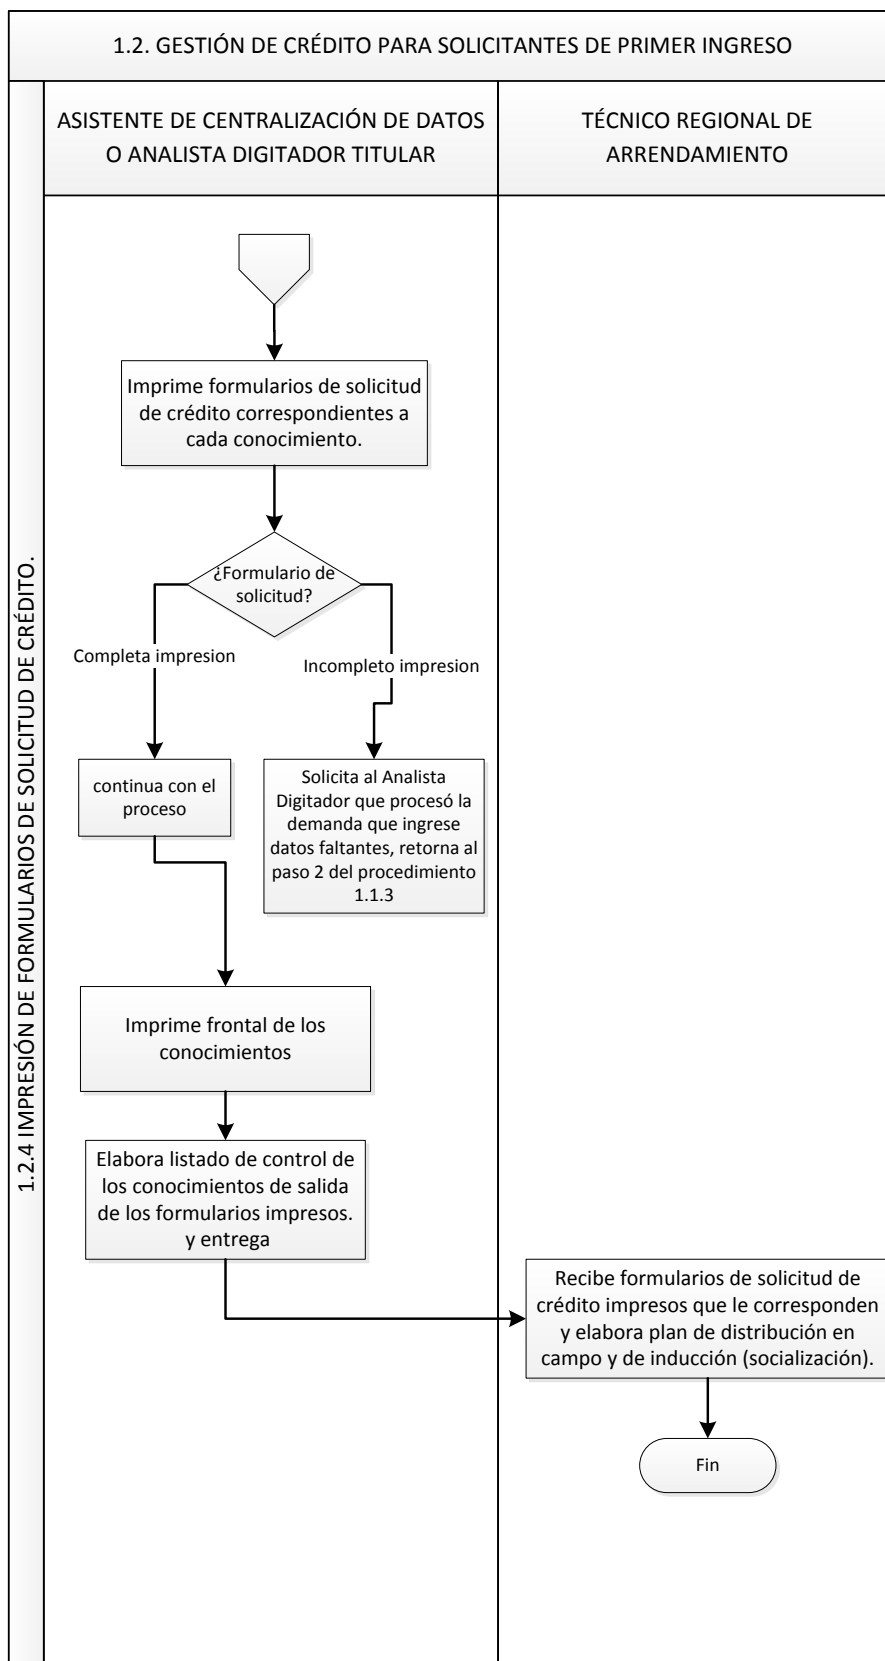 1.2. GESTIÓN DE CRÉDITO PARA SOLICITANTES DE PRIMER INGRESO
1.2.4 IMPRESIÓN DE FORMULARIOS DE SOLICITUD DE CRÉDITO.
ASISTENTE DE CENTRALIZACIÓN DE DATOS
O ANALISTA DIGITADOR TITULAR
TÉCNICO REGIONAL DE
ARRENDAMIENTO
Imprime formularios de solicitud
de crédito correspondientes a
cada conocimiento.
¿Formulario de
solicitud?
Completa impresion
Incompleto impresion
continua con el
proceso
Solicita al Analista
Digitador que procesó la
demanda que ingrese
datos faltantes, retorna al
paso 2 del procedimiento
1.1.3
Imprime frontal de los
conocimientos
Elabora listado de control de
los conocimientos de salida
de los formularios impresos.
y entrega
Recibe formularios de solicitud de
crédito impresos que le corresponden
y elabora plan de distribución en
campo y de inducción (socialización).
Fin